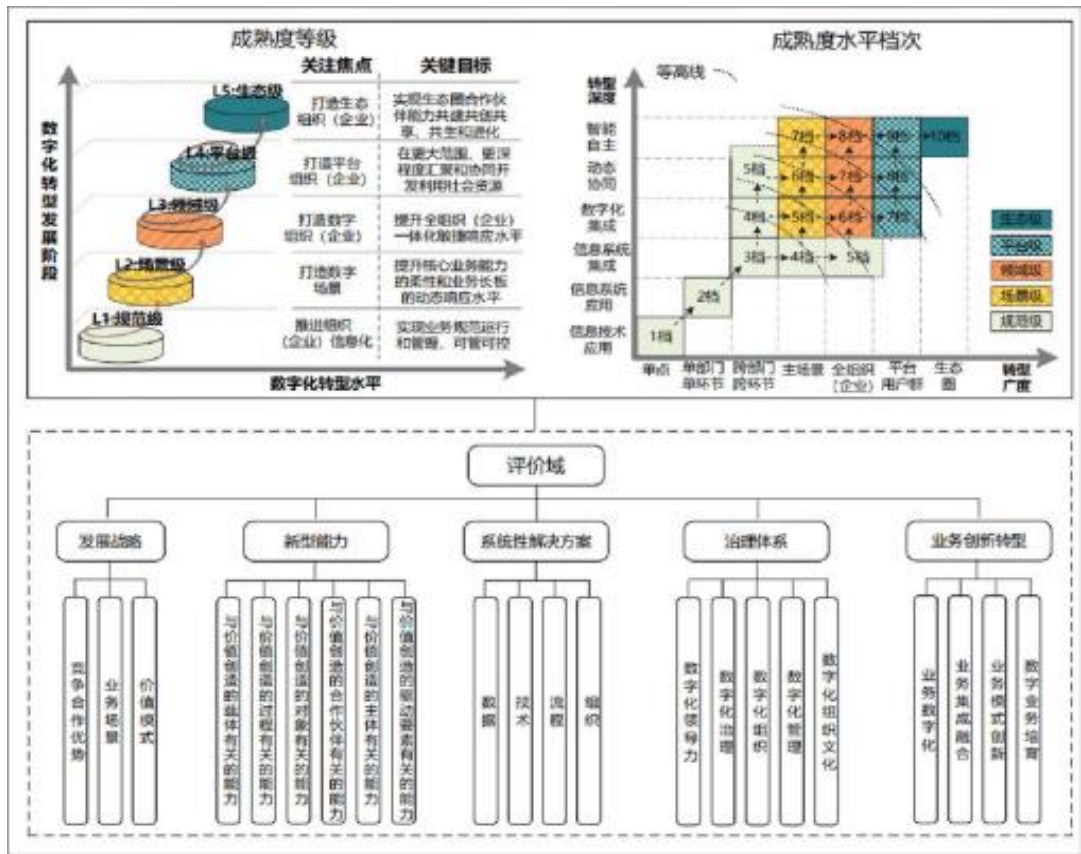 成熟度等级
关注焦点
关键目标
L5:生态级
打造生态
组织（企业）
实现生态圈合作伙
伴能力共建共创共
享、共生和进化
L4:平台级
打造平台
组织（企业）
在更大范围、更深
程度汇聚和协同开
发利用社会资源
L3:领域级
打造数字
组织（企业）
提升全组织（企业）
一体化敏捷响应水平
L2:场景级
打造数字
场景
提升核心业务能力
的柔性和业务长板
的动态响应水平
L1:规范级
推进组织
（企业）信息化
实现业务规范运行
和管理、可管可控
数字化转型发展阶段
数字化转型水平
成熟度水平档次
等高线
转型
深度
智能
自主
7档
8档
9档
10档
动态
协同
5档
6档
7档
8档
数字化
集成
4档
5档
6档
7档
信息系统
集成
3档
4档
5档
信息系统
应用
2档
信息技术
应用
1档
单点
单部门
单环节
跨部门
跨环节
主场景
全组织
（企业）
平台
用户群
生态
圈
转型
广度
生态级
平台级
领域级
场景级
规范级
评价域
发展战略
新型能力
系统性解决方案
治理体系
业务创新转型
竞争合作优势
业务场景
价值模式
与价值创造的载体有关的能力
与价值创造的过程有关的能力
与价值创造的对象有关的能力
与价值创造的合作伙伴有关的能力
与价值创造的主体有关的能力
与价值创造的驱动要素有关的能力
数据
技术
流程
组织
数字化领导力
数字化治理
数字化组织
数字化管理
数字化组织文化
业务数字化
业务集成融合
业务模式创新
数字业务培育